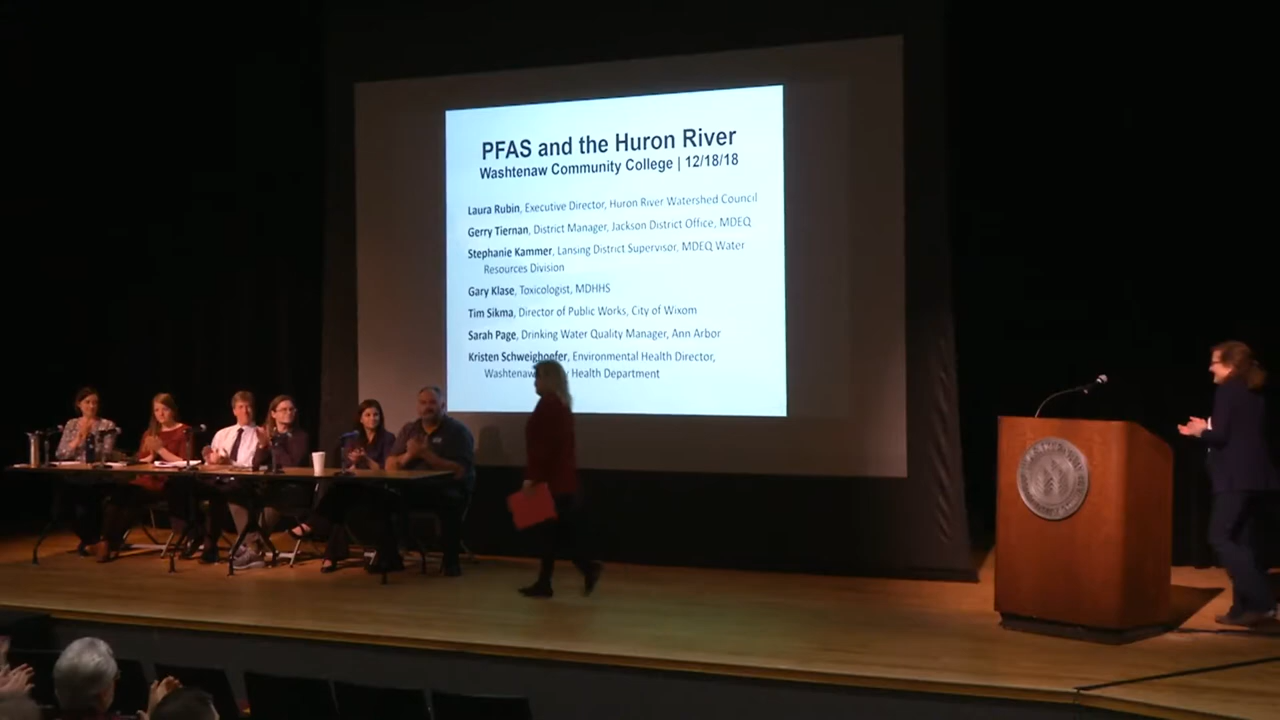 PFAS and the Huron River
Washtenaw Community College | 12/18/18
Laura Rubin, Executive Director, Huron River Watershed Council
Gerry Tiernan, District Manager, Jackson District Office, MDEQ
Stephanie Kammer, Lansing District Supervisor, MDEQ Water
Resources Division
Gary Klase, Toxicologist, MDHHS
Tim Sikma, Director of Public Works, City of Wixom
Sarah Page, Drinking Water Quality Manager, Ann Arbor
Kristen Schweighoefer, Environmental Health Director,
Washtenaw Health Department